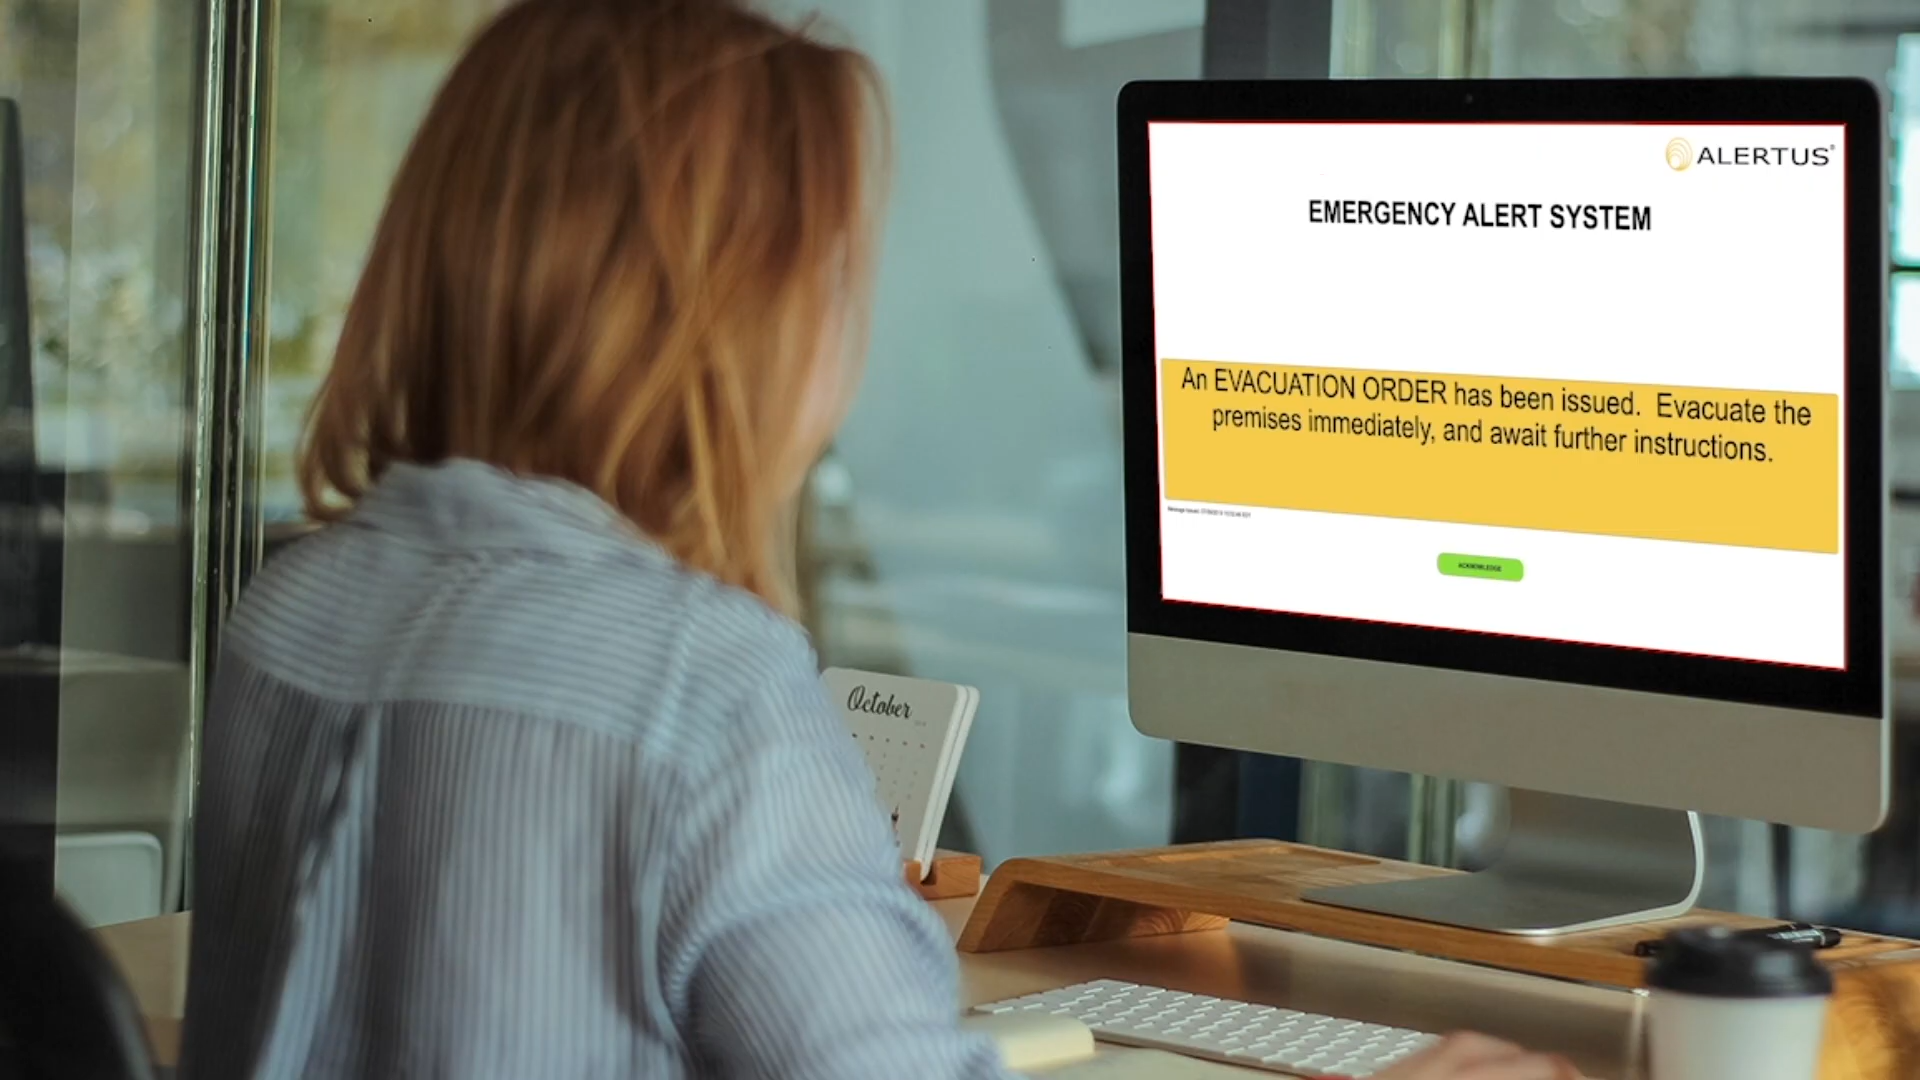 ALERTUS®
EMERGENCY ALERT SYSTEM
An EVACUATION ORDER has been issued.  Evacuate the
premises immediately, and await further instructions.
ACKNOWLEDGE
October